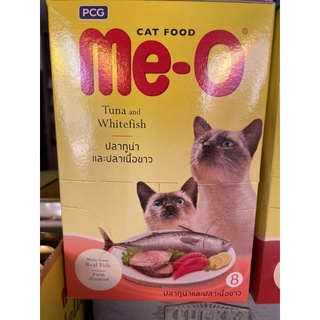 PCG
CAT FOOD
me-O
Tuna and
Whitefish
ปลาทูน่า
และปลาเนื้อขาว
Made from
Real Fish
8
ปลาทูน่าและปลาเนื้อขาว